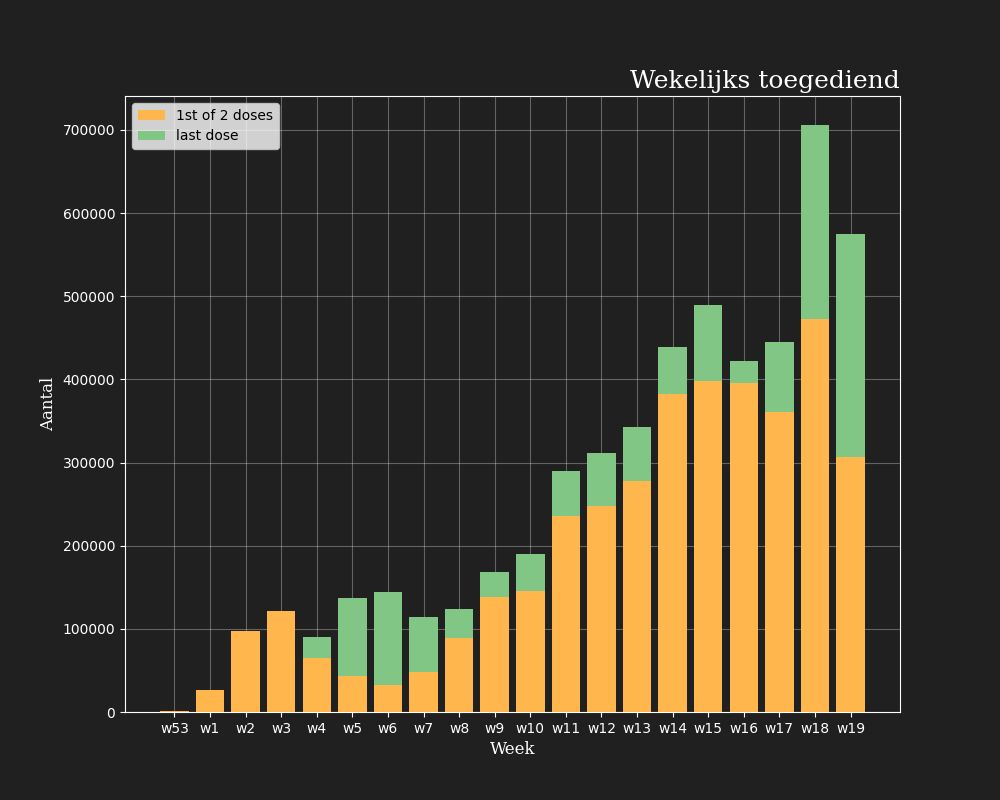 Wekelijks toegediend
1st of 2 doses
last dose
700000
600000
500000
400000
300000
200000
100000
0
Aantal
w53 w1 w2 w3 w4 w5 w6 w7 w8 w9 w10 w11 w12 w13 w14 w15 w16 w17 w18 w19
Week